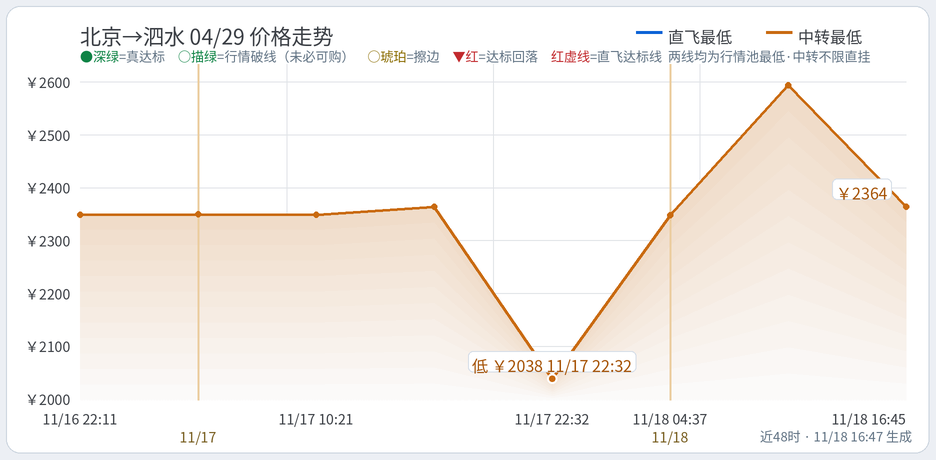 北京→泗水 04/29 价格走势
直飞最低 中转最低
●深绿=真达标 ○描绿=行情破线（未必可购） ○琥珀=擦边 ▼红=达标回落 红虚线=直飞达标线 两线均为行情池最低·中转不限直挂
￥2600
￥2500
￥2400
￥2364
￥2300
￥2200
￥2100
低 ￥2038 11/17 22:32
￥2000
11/16 22:11 11/17 10:21 11/17 22:32 11/18 04:37 11/18 16:45
11/17 11/18 近48时 · 11/18 16:47 生成